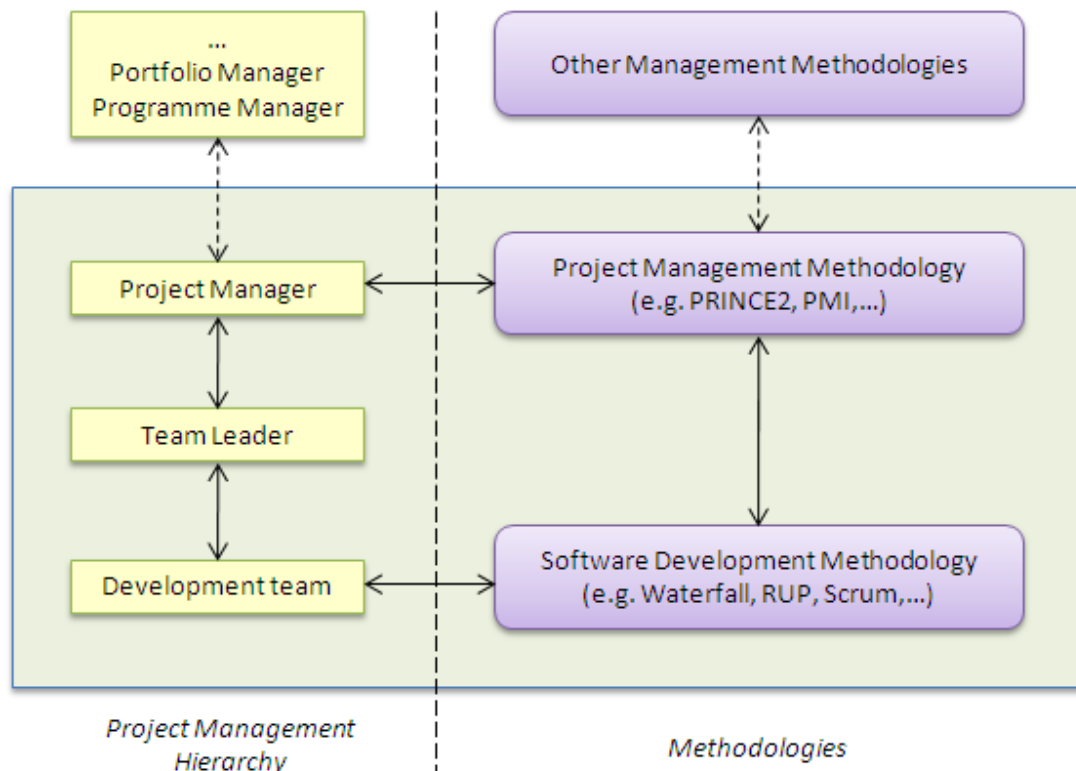 ...
Portfolio Manager
Programme Manager
Other Management Methodologies
Project Manager
Project Management Methodology
(e.g. PRINCE2, PMI,...)
Team Leader
Development team
Software Development Methodology
(e.g. Waterfall, RUP, Scrum,...)
Project Management
Hierarchy
Methodologies